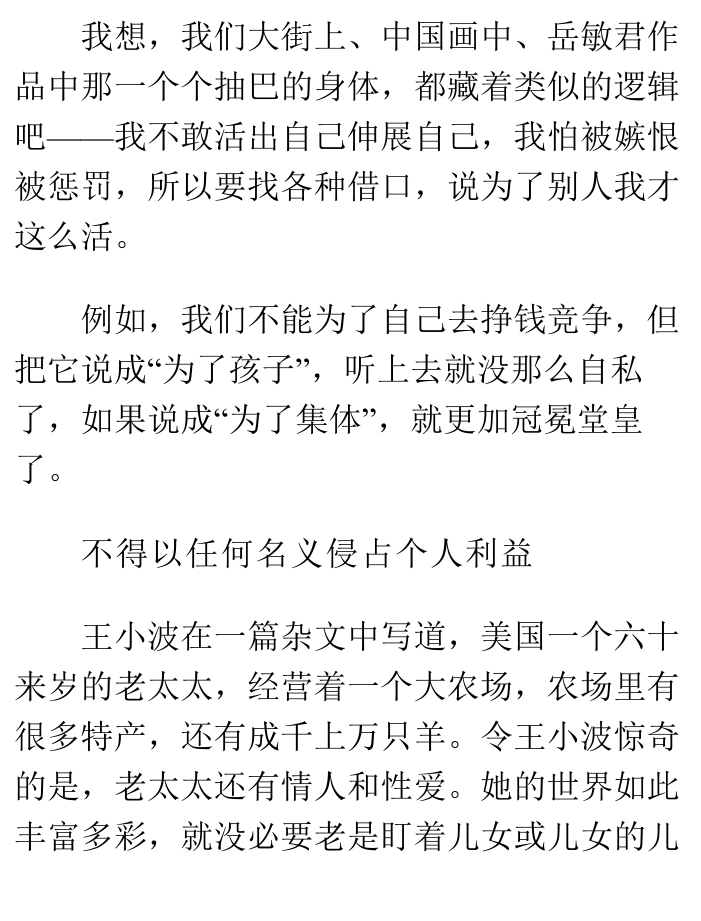 我想，我们大街上、中国画中、岳敏君作
品中那一个个抽巴的身体，都藏着类似的逻辑
吧——我不敢活出自己伸展自己，我怕被嫉恨
被惩罚，所以要找各种借口，说为了别人我才
这么活。
例如，我们不能为了自己去挣钱竞争，但
把它说成“为了孩子”，听上去就没那么自私
了，如果说成“为了集体”，就更加冠冕堂皇
了。
不得以任何名义侵占个人利益
王小波在一篇杂文中写道，美国一个六十
来岁的老太太，经营着一个大农场，农场里有
很多特产，还有成千上万只羊。令王小波惊奇
的是，老太太还有情人和性爱。她的世界如此
丰富多彩，就没必要老是盯着儿女或儿女的儿